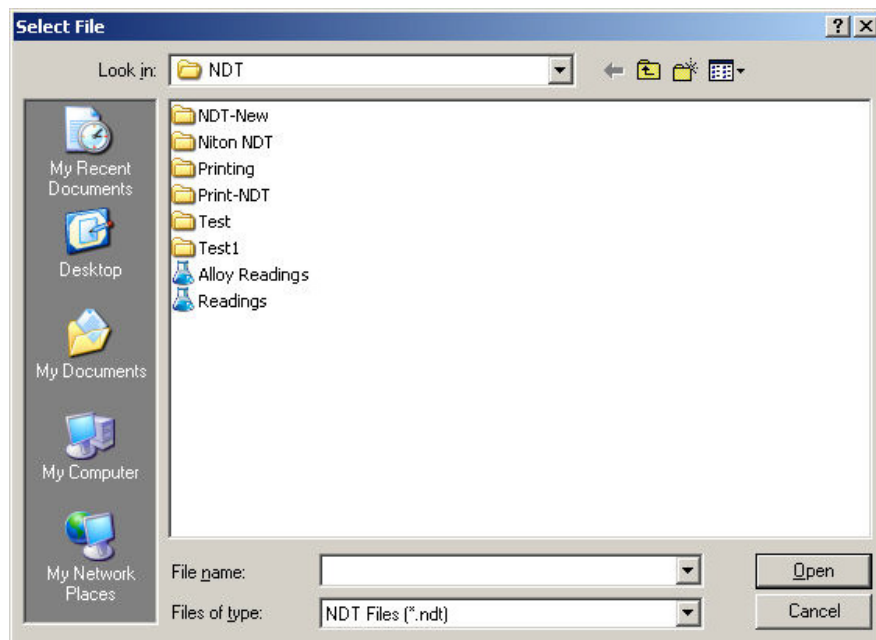 Select File
Look in: NDT
My Recent
Documents
Desktop
My Documents
My Computer
My Network
Places
NDT-New
Niton NDT
Printing
Print-NDT
Test
Test1
Alloy Readings
Readings
File name:
Open
Files of type: NDT Files (*.ndt)
Cancel